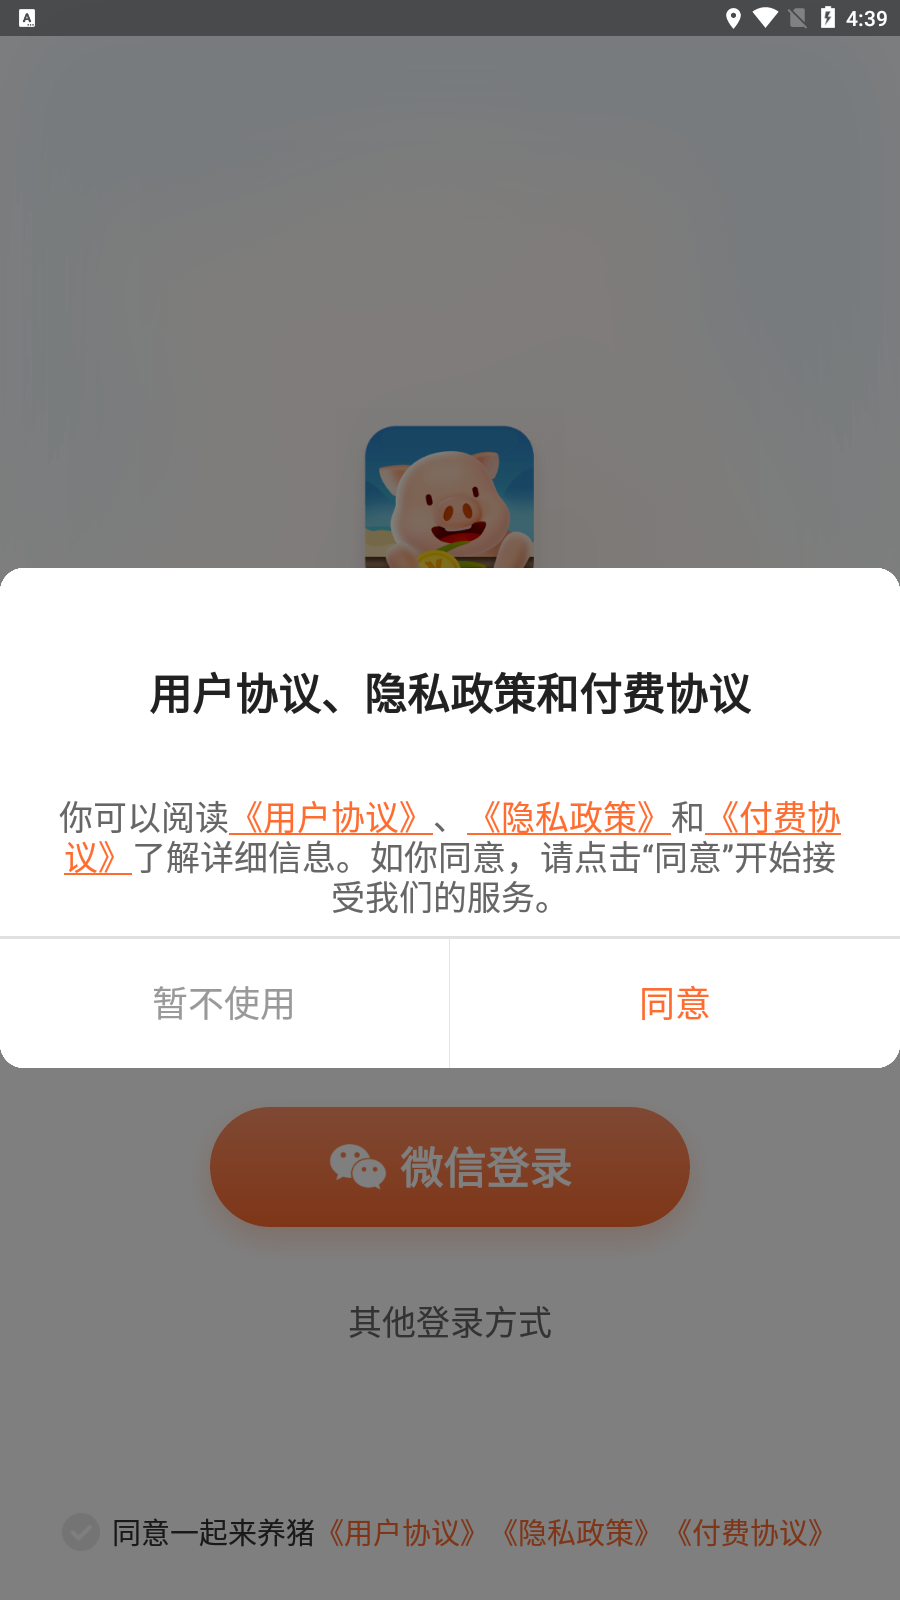 4:39
用户协议、隐私政策和付费协议
你可以阅读《用户协议》、《隐私政策》和《付费协
议》了解详细信息。如你同意，请点击“同意”开始接
受我们的服务。
暂不使用
同意
微信登录
其他登录方式
同意一起来养猪《用户协议》《隐私政策》《付费协议》